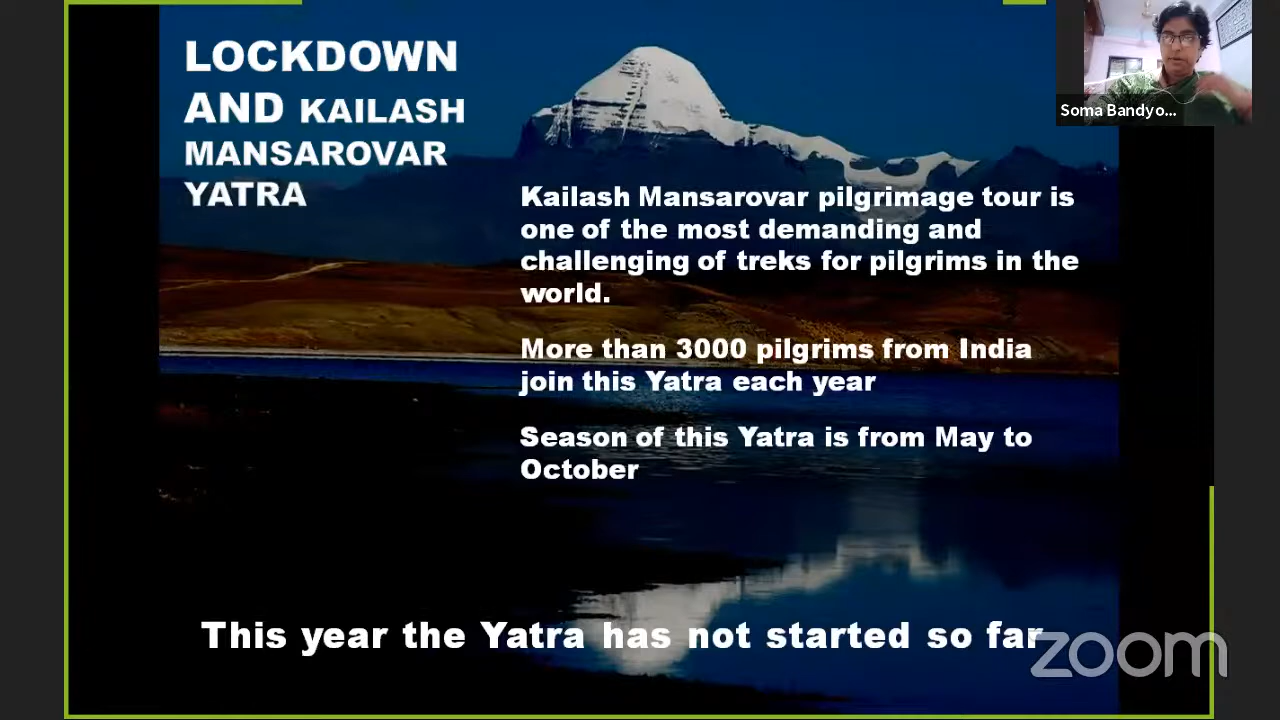 LOCKDOWN
AND KAILASH
MANSAROVAR
YATRA
Soma Bandyo...
Kailash Mansarovar pilgrimage tour is
one of the most demanding and
challenging of treks for pilgrims in the
world.
More than 3000 pilgrims from India
join this Yatra each year
Season of this Yatra is from May to
October
This year the Yatra has not started so far
zoom